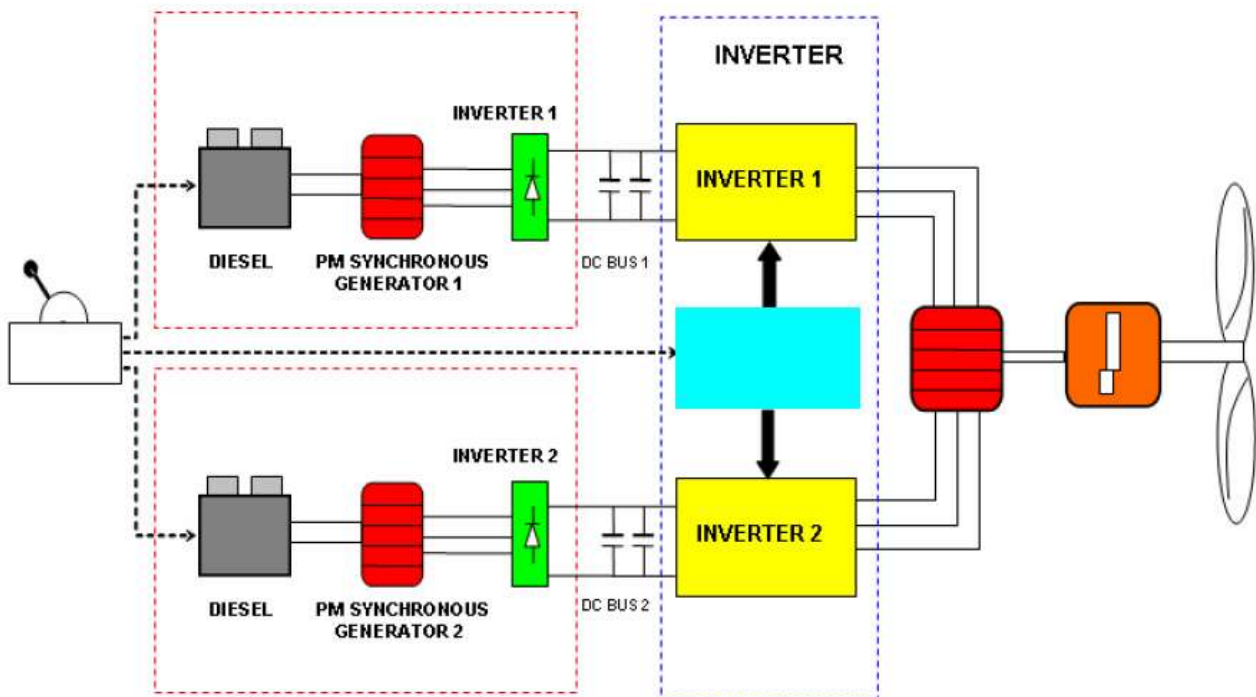 INVERTER
INVERTER 1
INVERTER 1
DIESEL
PM SYNCHRONOUS
GENERATOR 1
DC BUS 1
INVERTER 2
INVERTER 2
DIESEL
PM SYNCHRONOUS
GENERATOR 2
DC BUS 2